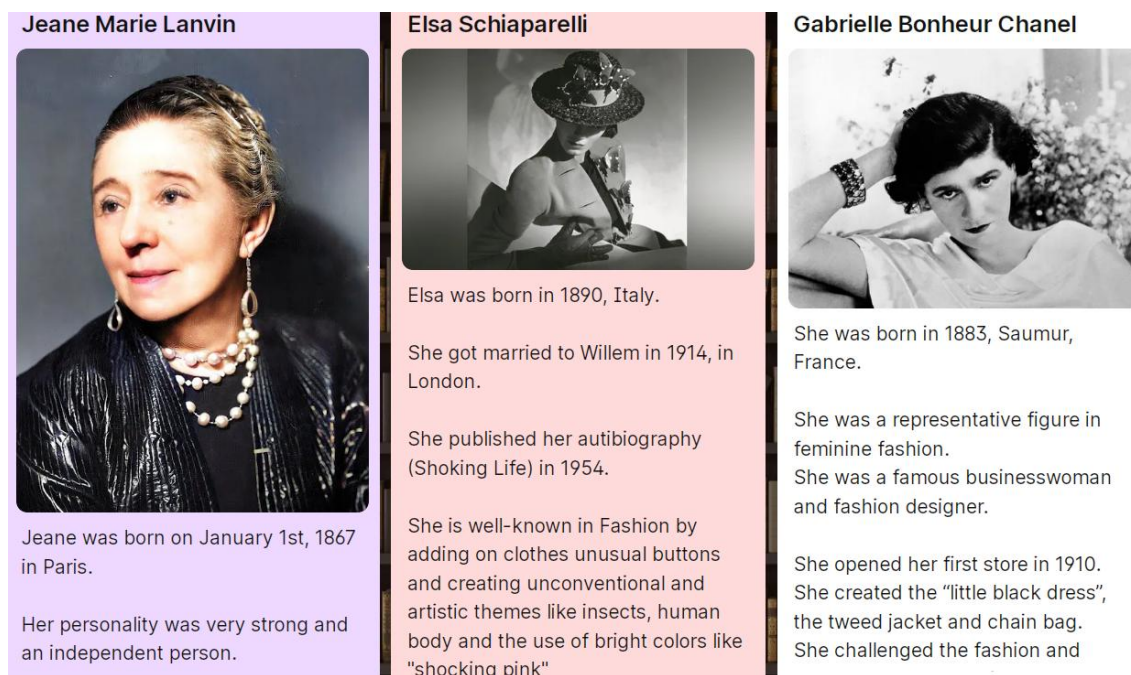 Jeane Marie Lanvin
Jeane was born on January 1st, 1867
in Paris.
Her personality was very strong and
an independent person.
Elsa Schiaparelli
Elsa was born in 1890, Italy.
She got married to Willem in 1914, in
London.
She published her autibiography
(Shoking Life) in 1954.
She is well-known in Fashion by
adding on clothes unusual buttons
and creating unconventional and
artistic themes like insects, human
body and the use of bright colors like
"shocking pink"
Gabrielle Bonheur Chanel
She was born in 1883, Saumur,
France.
She was a representative figure in
feminine fashion.
She was a famous businesswoman
and fashion designer.
She opened her first store in 1910.
She created the “little black dress”,
the tweed jacket and chain bag.
She challenged the fashion and